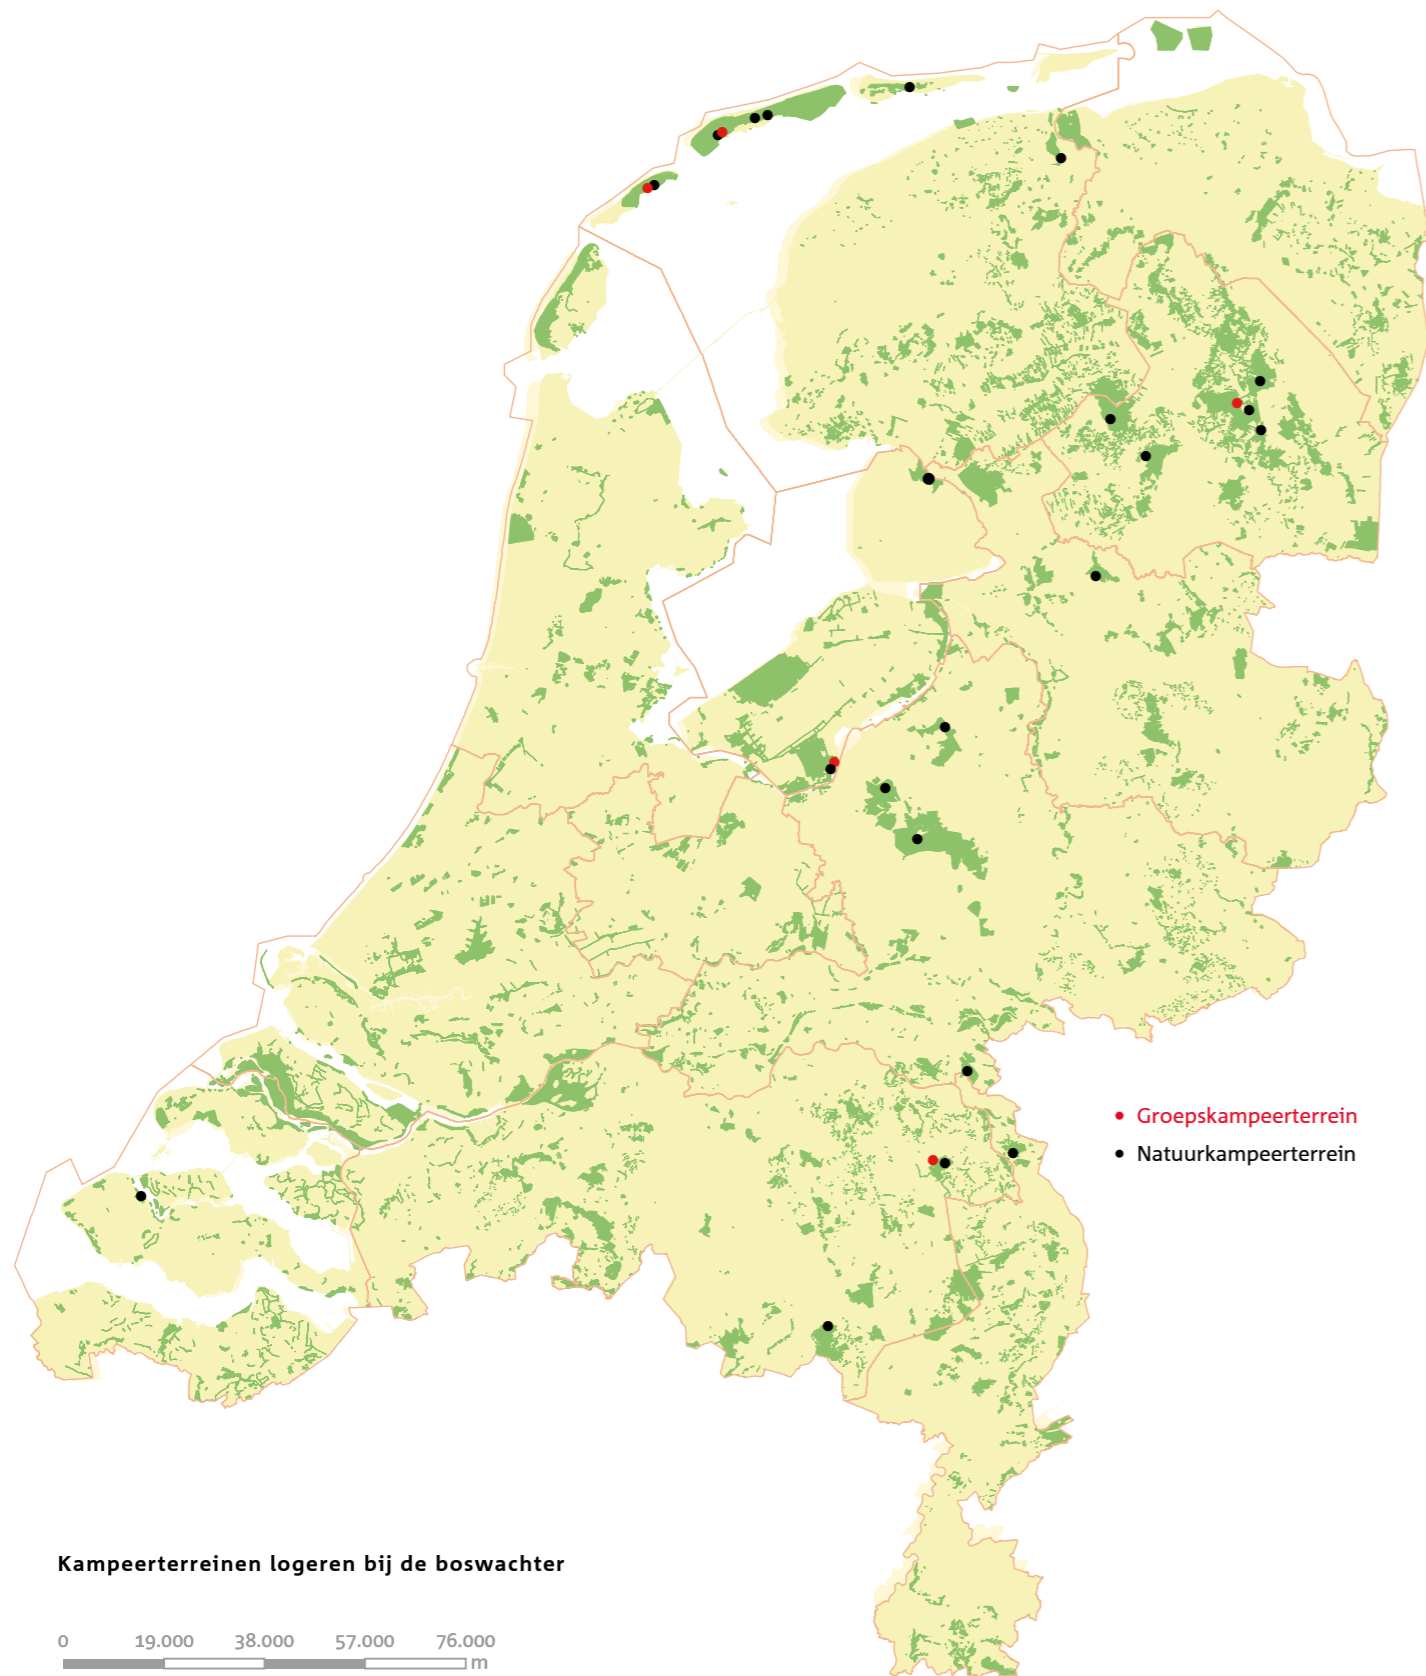 Groepskampeerterrein
Natuurkampeerterrein
Kampeerterreinen logeren bij de boswachter
0 19.000 38.000 57.000 76.000
m